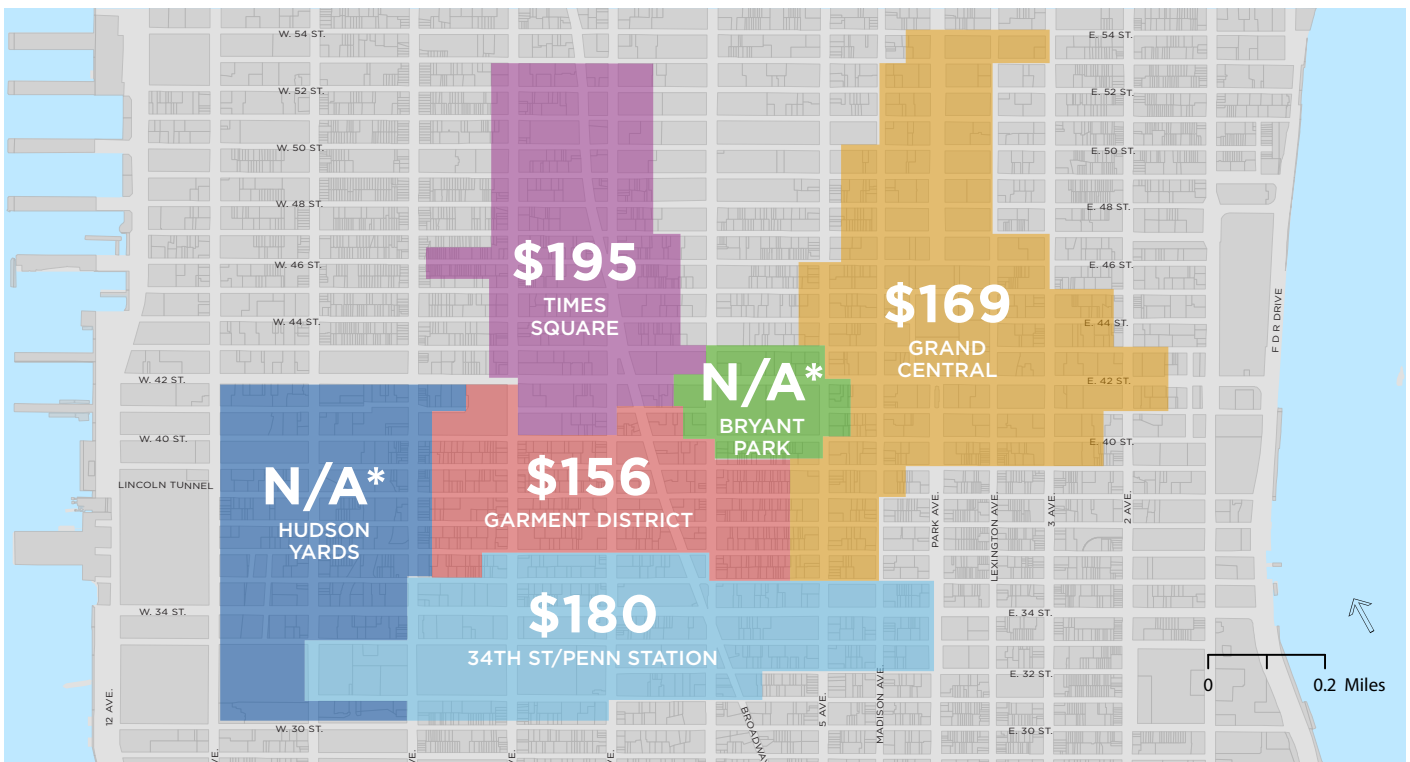 W. 54 ST.
E. 54 ST.
W. 52 ST.
E. 52 ST.
W. 50 ST.
E. 50 ST.
W. 48 ST.
E. 48 ST.
W. 46 ST.
E. 46 ST.
$195
TIMES
SQUARE
$169
GRAND
CENTRAL
W. 44 ST.
E. 44 ST.
F D R DRIVE
W. 42 ST.
E. 42 ST.
N/A*
BRYANT
PARK
W. 40 ST.
E. 40 ST.
LINCOLN TUNNEL
N/A*
HUDSON
YARDS
$156
GARMENT DISTRICT
PARK AVE.
LEXINGTON AVE.
3 AVE.
2 AVE.
W. 34 ST.
E. 34 ST.
$180
34TH ST/PENN STATION
E. 32 ST.
0
0.2 Miles
12 AVE.
BROADWAY
5 AVE.
MADISON AVE.
W. 30 ST.
E. 30 ST.